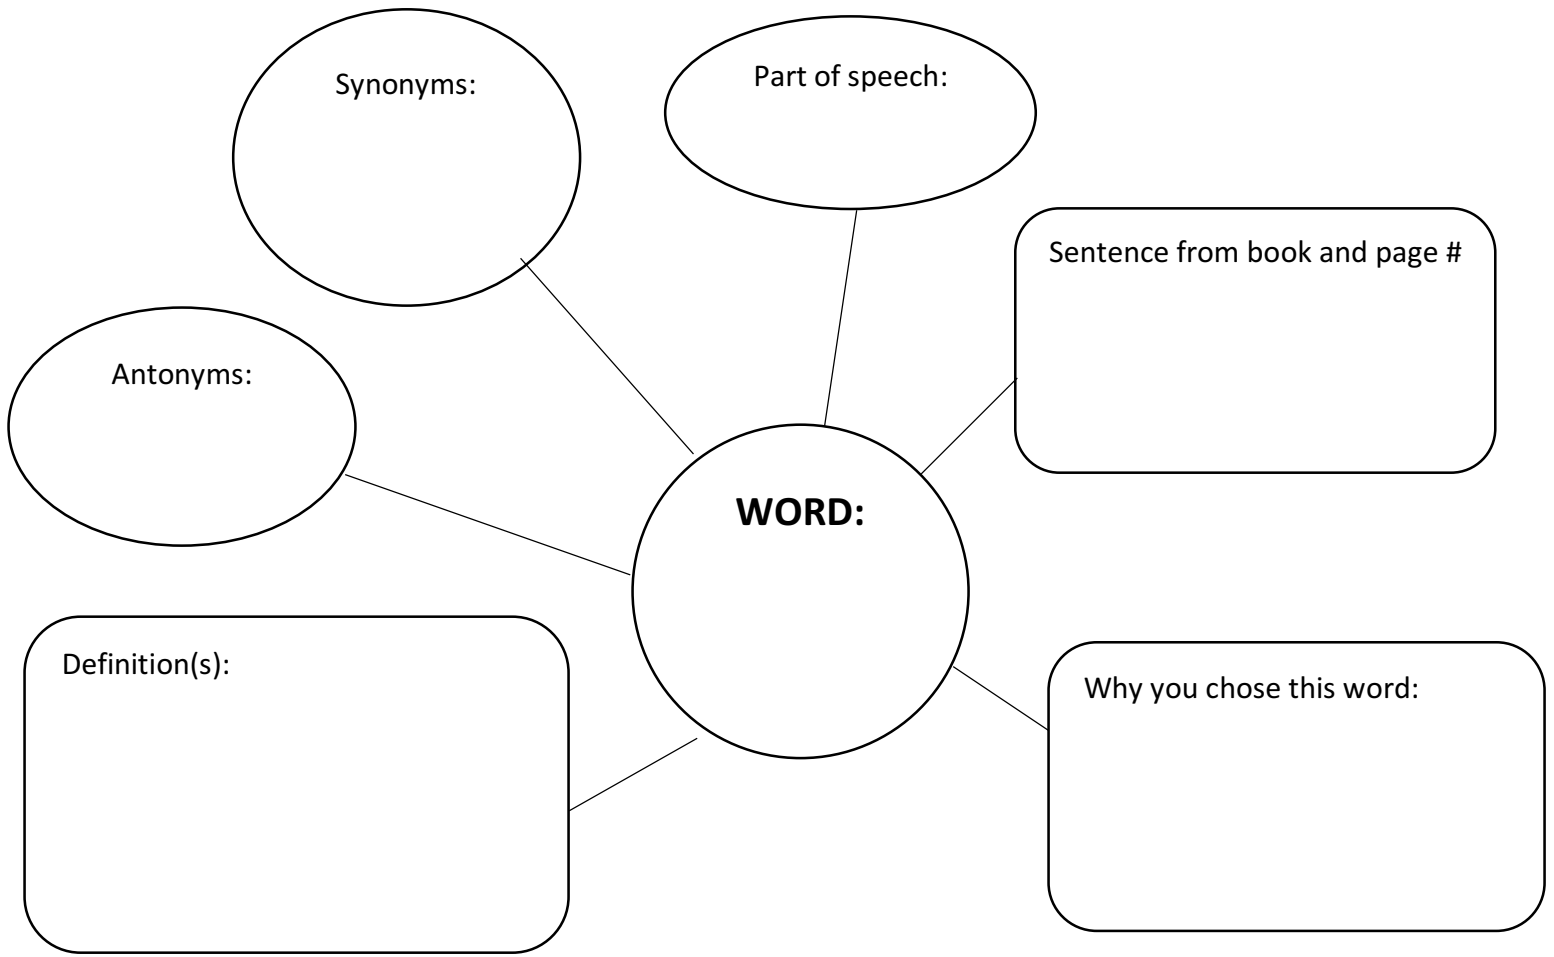 Synonyms:
Part of speech:
Sentence from book and page #
Antonyms:
WORD:
Definition(s):
Why you chose this word: